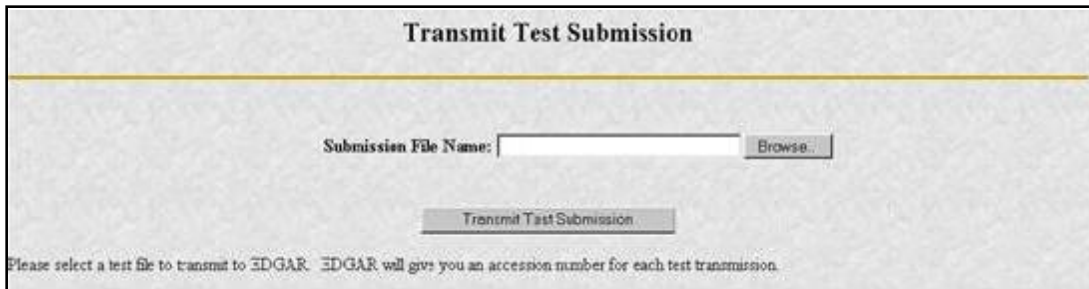 Transmit Test Submission
Submission File Name: Browse..
Transmit Test Submission
Please select a test file to transmit to EDGAR. EDGAR will give you an accession number for each test transmission.